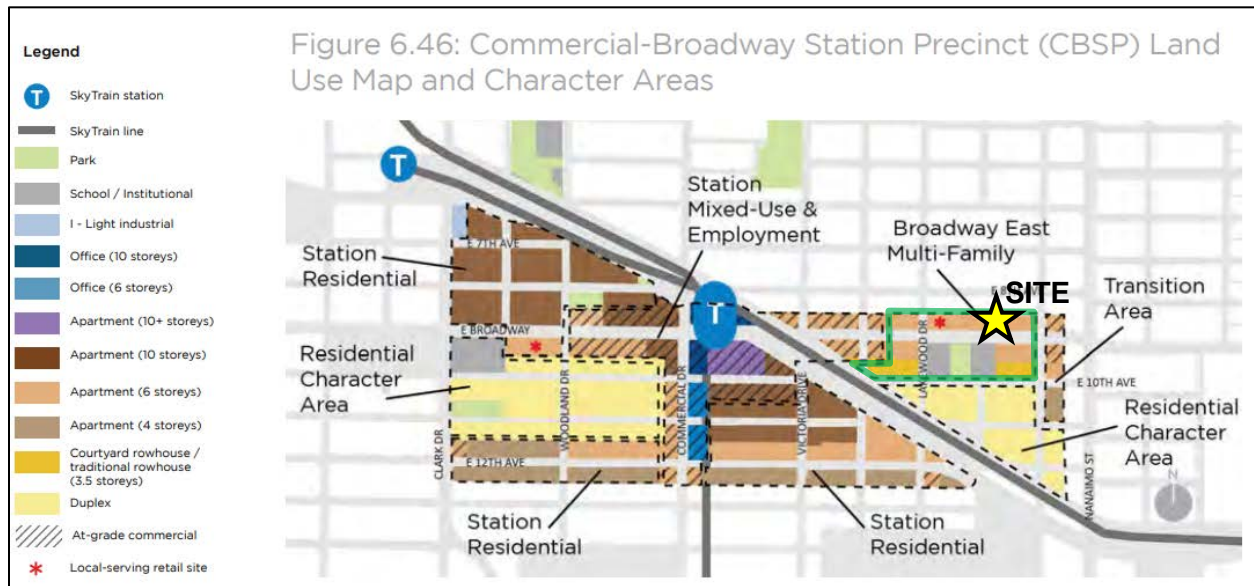 Figure 6.46: Commercial-Broadway Station Precinct (CBSP) Land
Use Map and Character Areas
Legend
T
SkyTrain station
SkyTrain line
Park
School / Institutional
I - Light industrial
Office (10 storeys)
Office (6 storeys)
Apartment (10+ storeys)
Apartment (10 storeys)
Apartment (6 storeys)
Apartment (4 storeys)
Courtyard rowhouse /
traditional rowhouse
(3.5 storeys)
Duplex
At-grade commercial
* Local-serving retail site
T
Station
Mixed-Use &
Employment
Broadway East
Multi-Family
Station
Residential
E 7TH AVE
SITE
Transition
Area
T
E BROADWAY
*
*
Residential
Character
Area
WOODLAND DR
COMMERCIAL DR
VICTORIA DRIVE
E 10TH AVE
Residential
Character
Area
CLARK DR
E 12TH AVE
NANAIMO ST
N
Station
Residential
Station
Residential